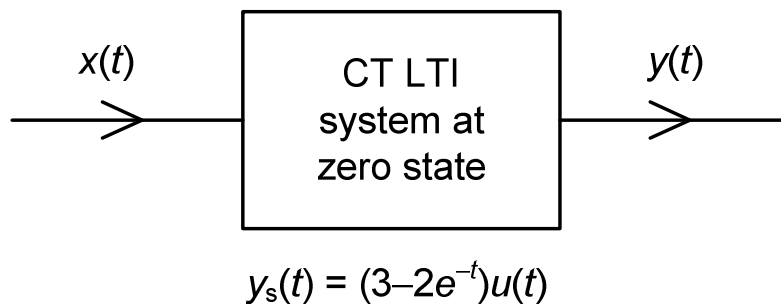 x(t)
CT LTI
system at
zero state
y(t)
yₛ(t) = (3–2e⁻ᵗ)u(t)